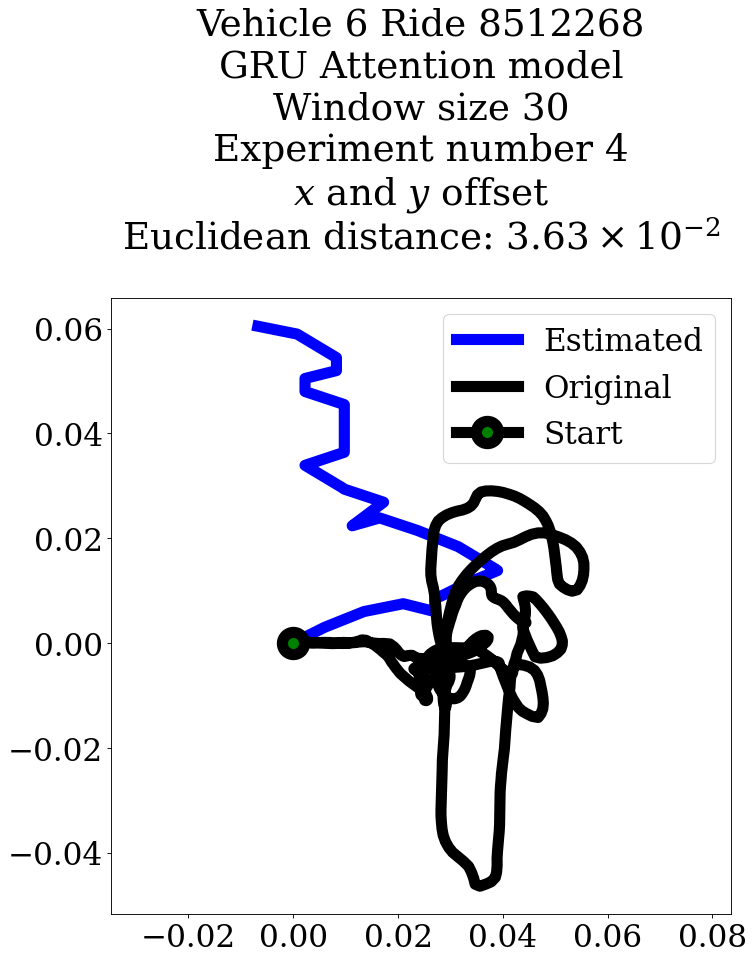 Vehicle 6 Ride 8512268
GRU Attention model
Window size 30
Experiment number 4
x and y offset
Euclidean distance: 3.63 × 10⁻²
Estimated
Original
Start
0.06
0.04
0.02
0.00
−0.02
−0.04
−0.02 0.00 0.02 0.04 0.06 0.08